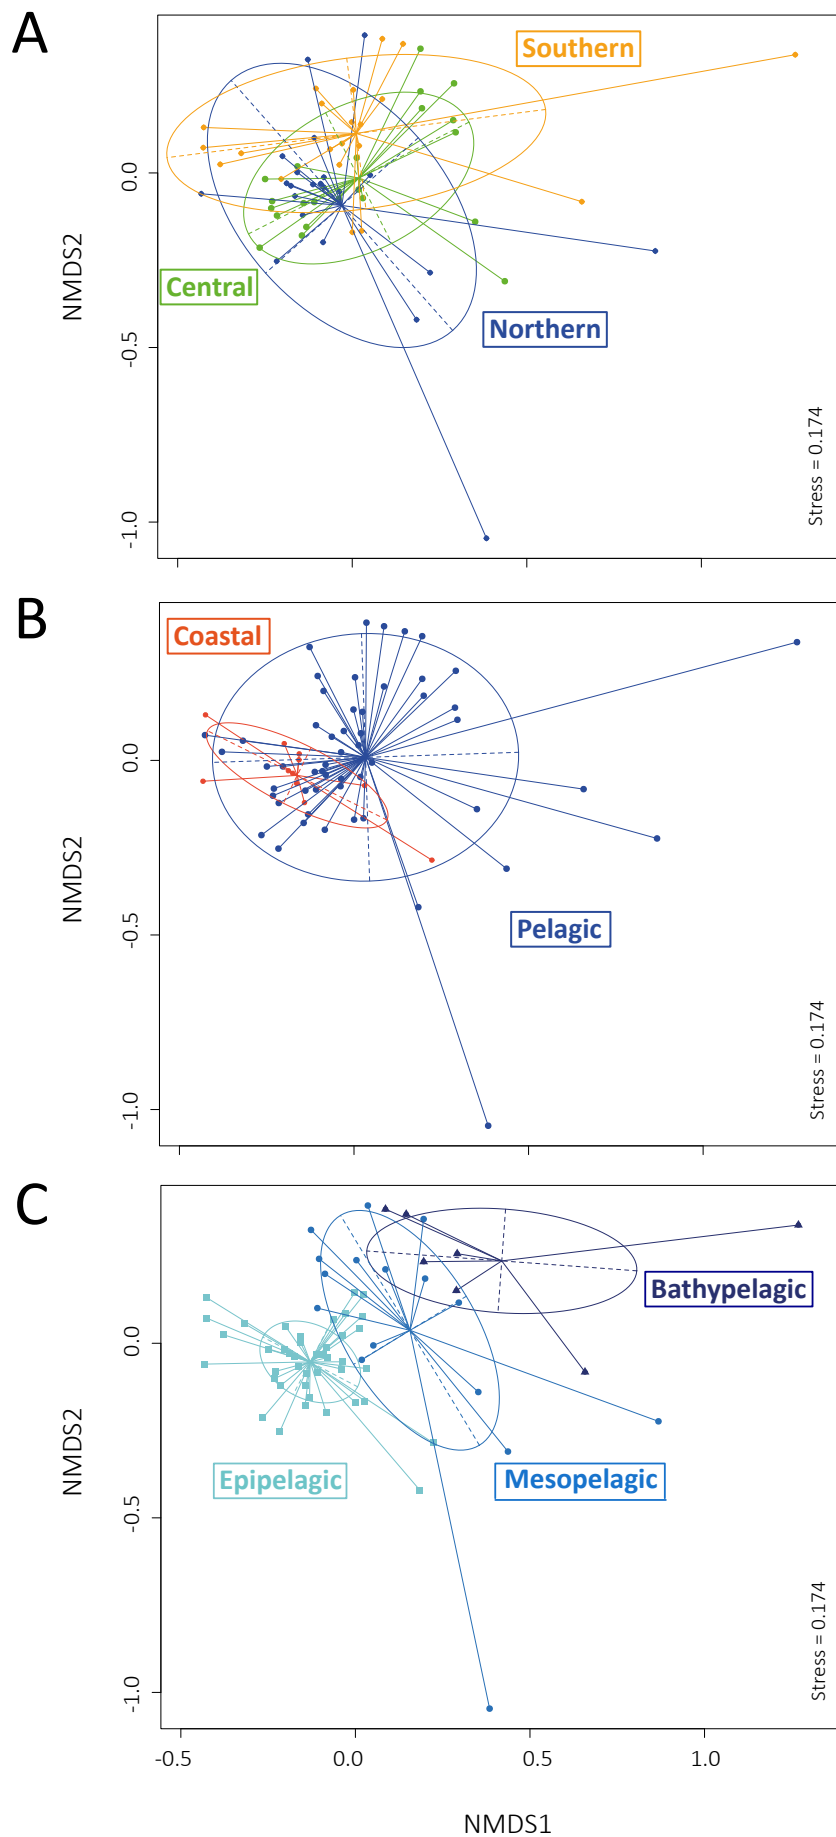 A
Southern
0.0
Central
Northern
NMDS2
-0.5
-1.0
Stress = 0.174
B
Coastal
0.0
NMDS2
-0.5
Pelagic
-1.0
Stress = 0.174
C
Bathypelagic
0.0
NMDS2
Epipelagic
Mesopelagic
-0.5
-1.0
Stress = 0.174
-0.5 0.0 0.5 1.0
NMDS1